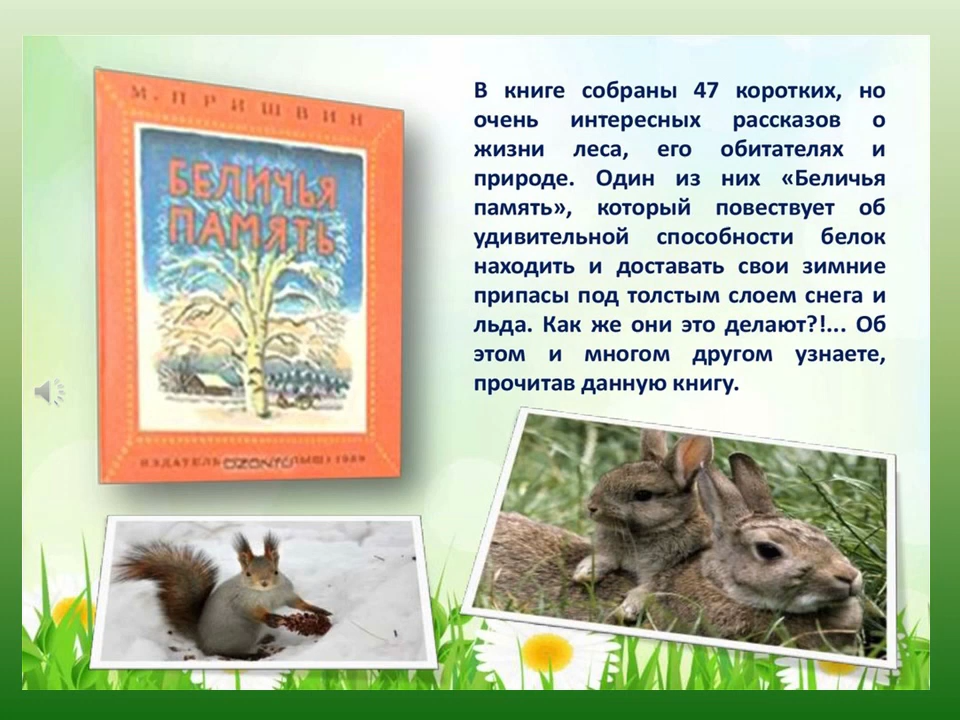 М. ПРИШВИН
БЕЛИЧЬЯ
ПАМЯТЬ
OZON.RU
В книге собраны 47 коротких, но
очень интересных рассказов о
жизни леса, его обитателях и
природе. Один из них «Беличья
память», который повествует об
удивительной способности белок
находить и доставать свои зимние
припасы под толстым слоем снега и
льда. Как же они это делают?!... Об
этом и многом другом узнаете,
прочитав данную книгу.